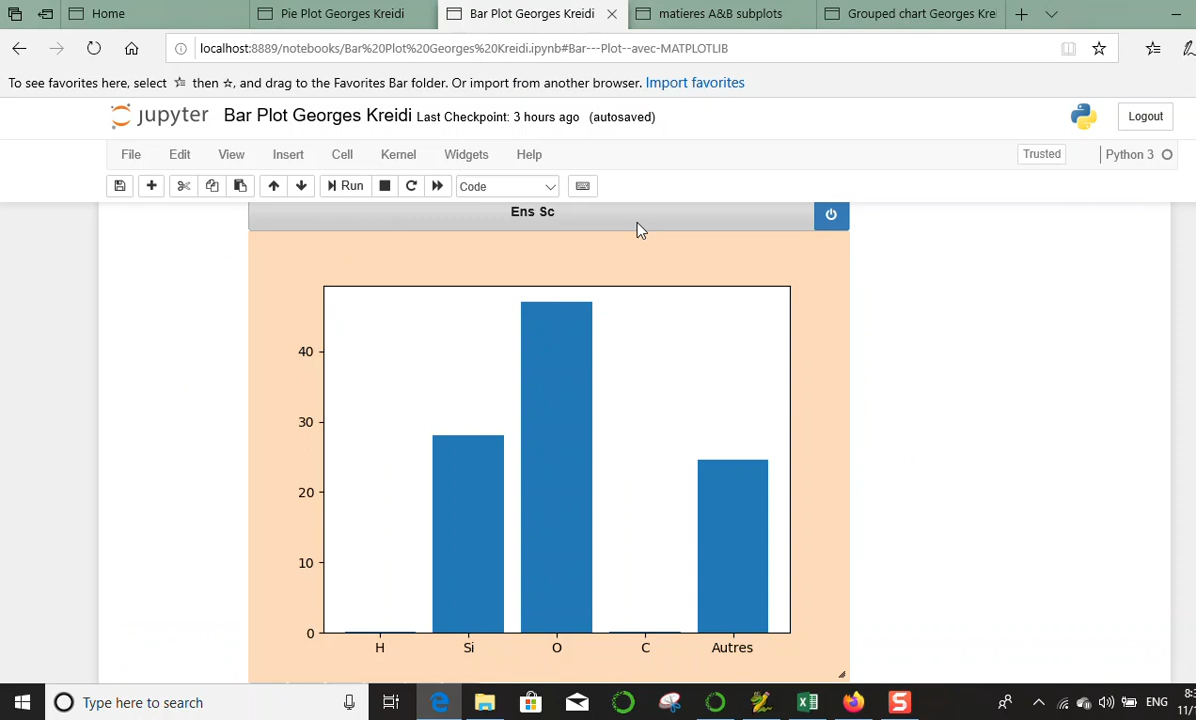 Home
Pie Plot Georges Kreidi
Bar Plot Georges Kreidi
matieres A&B subplots
Grouped chart Georges Kre
localhost:8889/notebooks/Bar%20Plot%20Georges%20Kreidi.ipynb#Bar---Plot--avec-MATPLOTLIB
To see favorites here, select then ☆, and drag to the Favorites Bar folder. Or import from another browser. Import favorites
jupyter Bar Plot Georges Kreidi Last Checkpoint: 3 hours ago (autosaved)
Logout
File Edit View Insert Cell Kernel Widgets Help
Trusted
Python 3
Run
Code
Ens Sc
40
30
20
10
0
H Si O C Autres
Type here to search
ENG
8:3
11/1